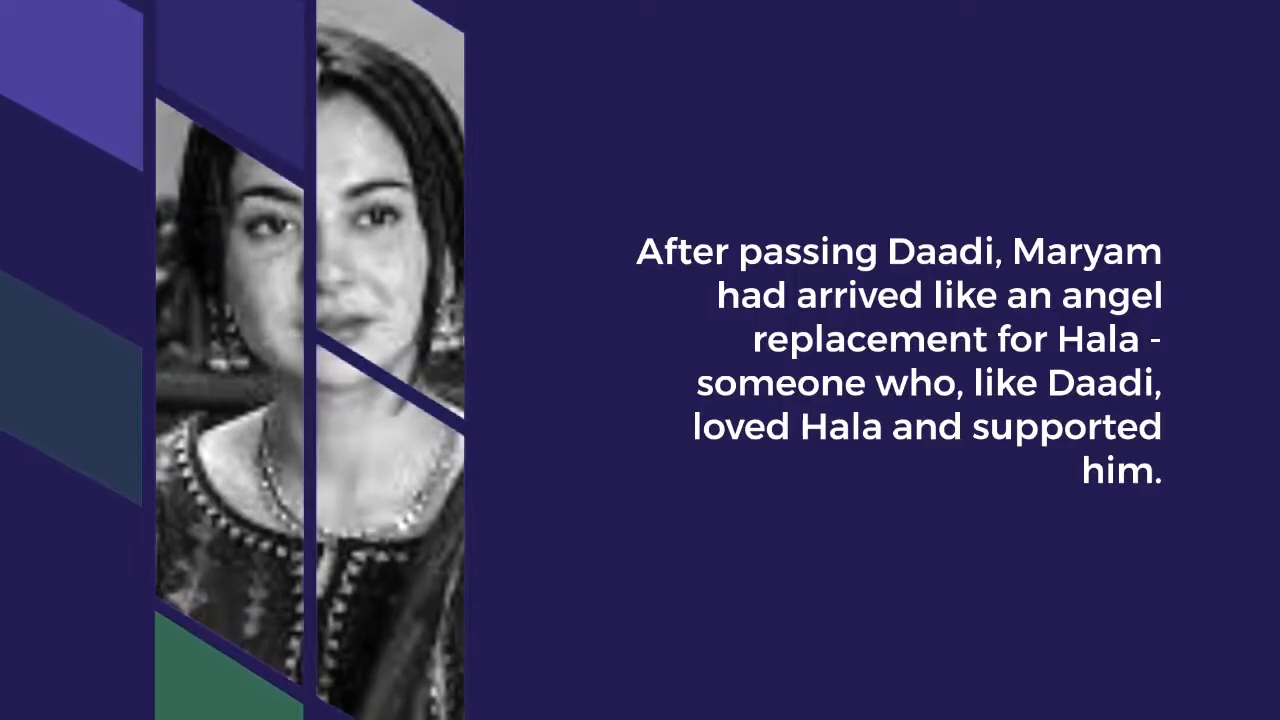 After passing Daadi, Maryam
had arrived like an angel
replacement for Hala -
someone who, like Daadi,
loved Hala and supported
him.